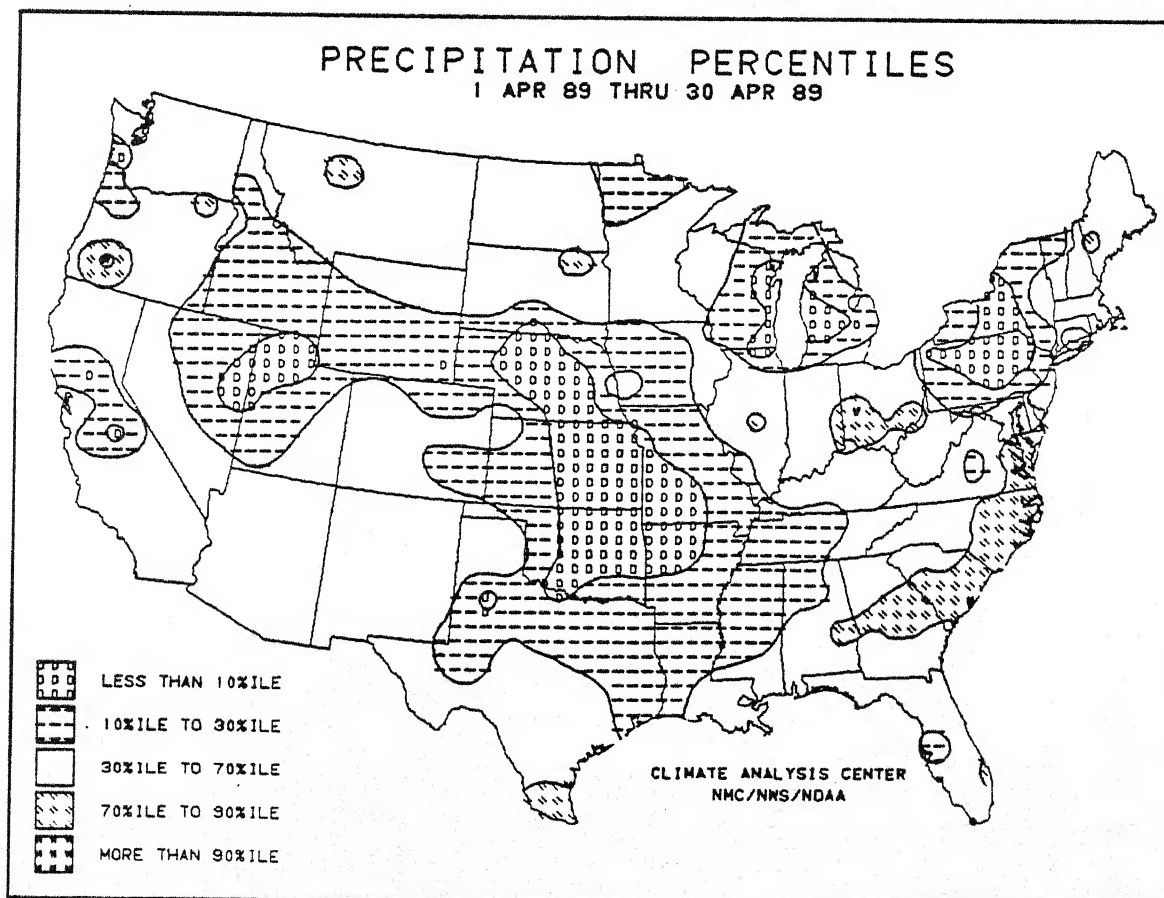 PRECIPITATION PERCENTILES
1 APR 89 THRU 30 APR 89
LESS THAN 10%ILE
10%ILE TO 30%ILE
30%ILE TO 70%ILE
70%ILE TO 90%ILE
MORE THAN 90%ILE
CLIMATE ANALYSIS CENTER
NMC/NWS/NOAA